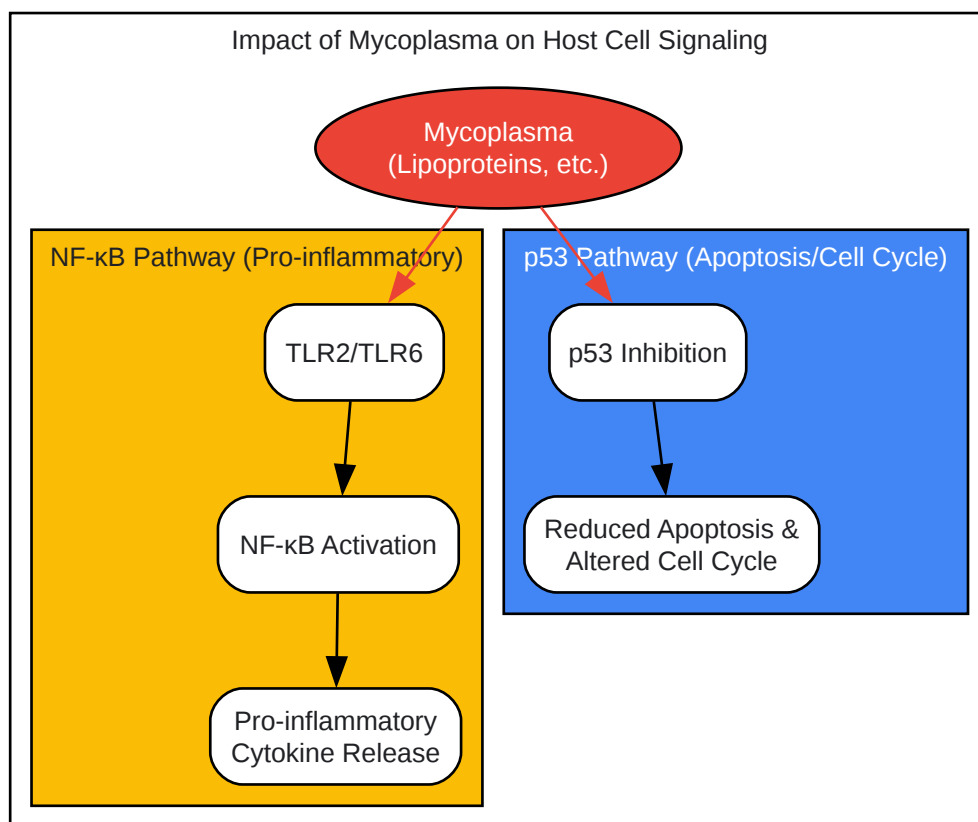 Impact of Mycoplasma on Host Cell Signaling
Mycoplasma
(Lipoproteins, etc.)
NF-κB Pathway (Pro-inflammatory)
TLR2/TLR6
NF-κB Activation
Pro-inflammatory
Cytokine Release
p53 Pathway (Apoptosis/Cell Cycle)
p53 Inhibition
Reduced Apoptosis &
Altered Cell Cycle